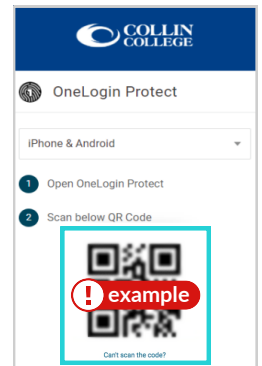 COLLIN
COLLEGE
OneLogin Protect
iPhone & Android
1 Open OneLogin Protect
2 Scan below QR Code
! example
Can't scan the code?